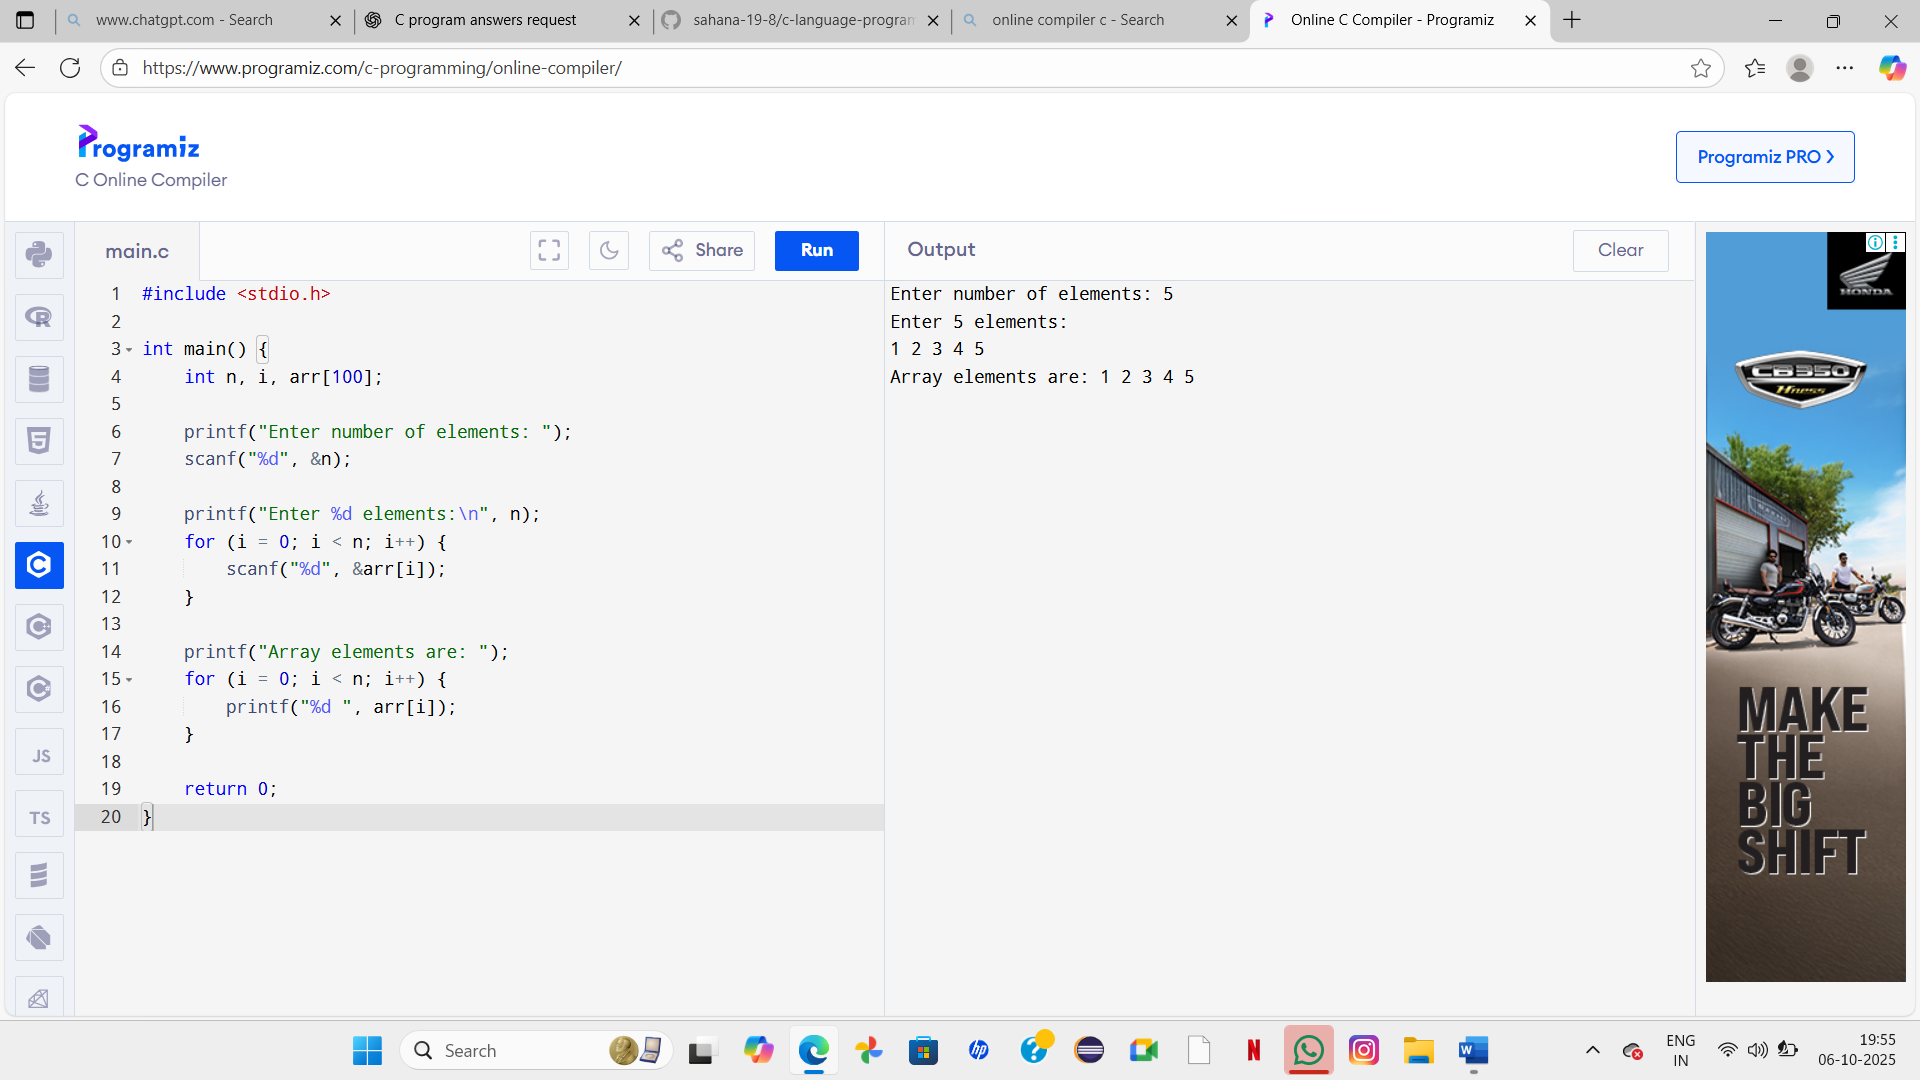 www.chatgpt.com - Search
C program answers request
sahana-19-8/c-language-program
online compiler c - Search
Online C Compiler - Programiz
https://www.programiz.com/c-programming/online-compiler/
Programiz
C Online Compiler
Programiz PRO
main.c
Share
Run
Output
Clear
1 #include <stdio.h>
2
3 int main() {
4 int n, i, arr[100];
5
6 printf("Enter number of elements: ");
7 scanf("%d", &n);
8
9 printf("Enter %d elements:\n", n);
10 for (i = 0; i < n; i++) {
11 scanf("%d", &arr[i]);
12 }
13
14 printf("Array elements are: ");
15 for (i = 0; i < n; i++) {
16 printf("%d ", arr[i]);
17 }
18
19 return 0;
20 }
Enter number of elements: 5
Enter 5 elements:
1 2 3 4 5
Array elements are: 1 2 3 4 5
JS
TS
HONDA
CB350
H'ness
MAKE
THE
BIG
SHIFT
Search
hp
N
W
ENG
IN
19:55
06-10-2025